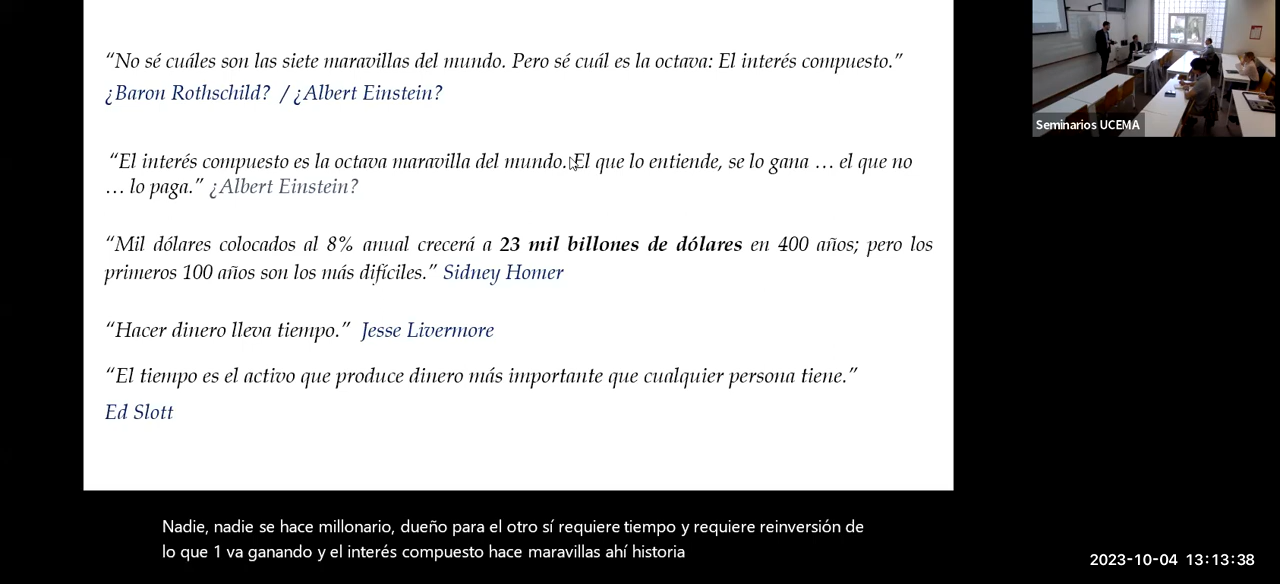 “No sé cuáles son las siete maravillas del mundo. Pero sé cuál es la octava: El interés compuesto.”
¿Baron Rothschild? / ¿Albert Einstein?
“El interés compuesto es la octava maravilla del mundo. El que lo entiende, se lo gana … el que no
… lo paga.” ¿Albert Einstein?
“Mil dólares colocados al 8% anual crecerá a 23 mil billones de dólares en 400 años; pero los
primeros 100 años son los más difíciles.” Sidney Homer
“Hacer dinero lleva tiempo.” Jesse Livermore
“El tiempo es el activo que produce dinero más importante que cualquier persona tiene.”
Ed Slott
Seminarios UCEMA
Nadie, nadie se hace millonario, dueño para el otro sí requiere tiempo y requiere reinversión de
lo que 1 va ganando y el interés compuesto hace maravillas ahí historia
2023-10-04 13:13:38